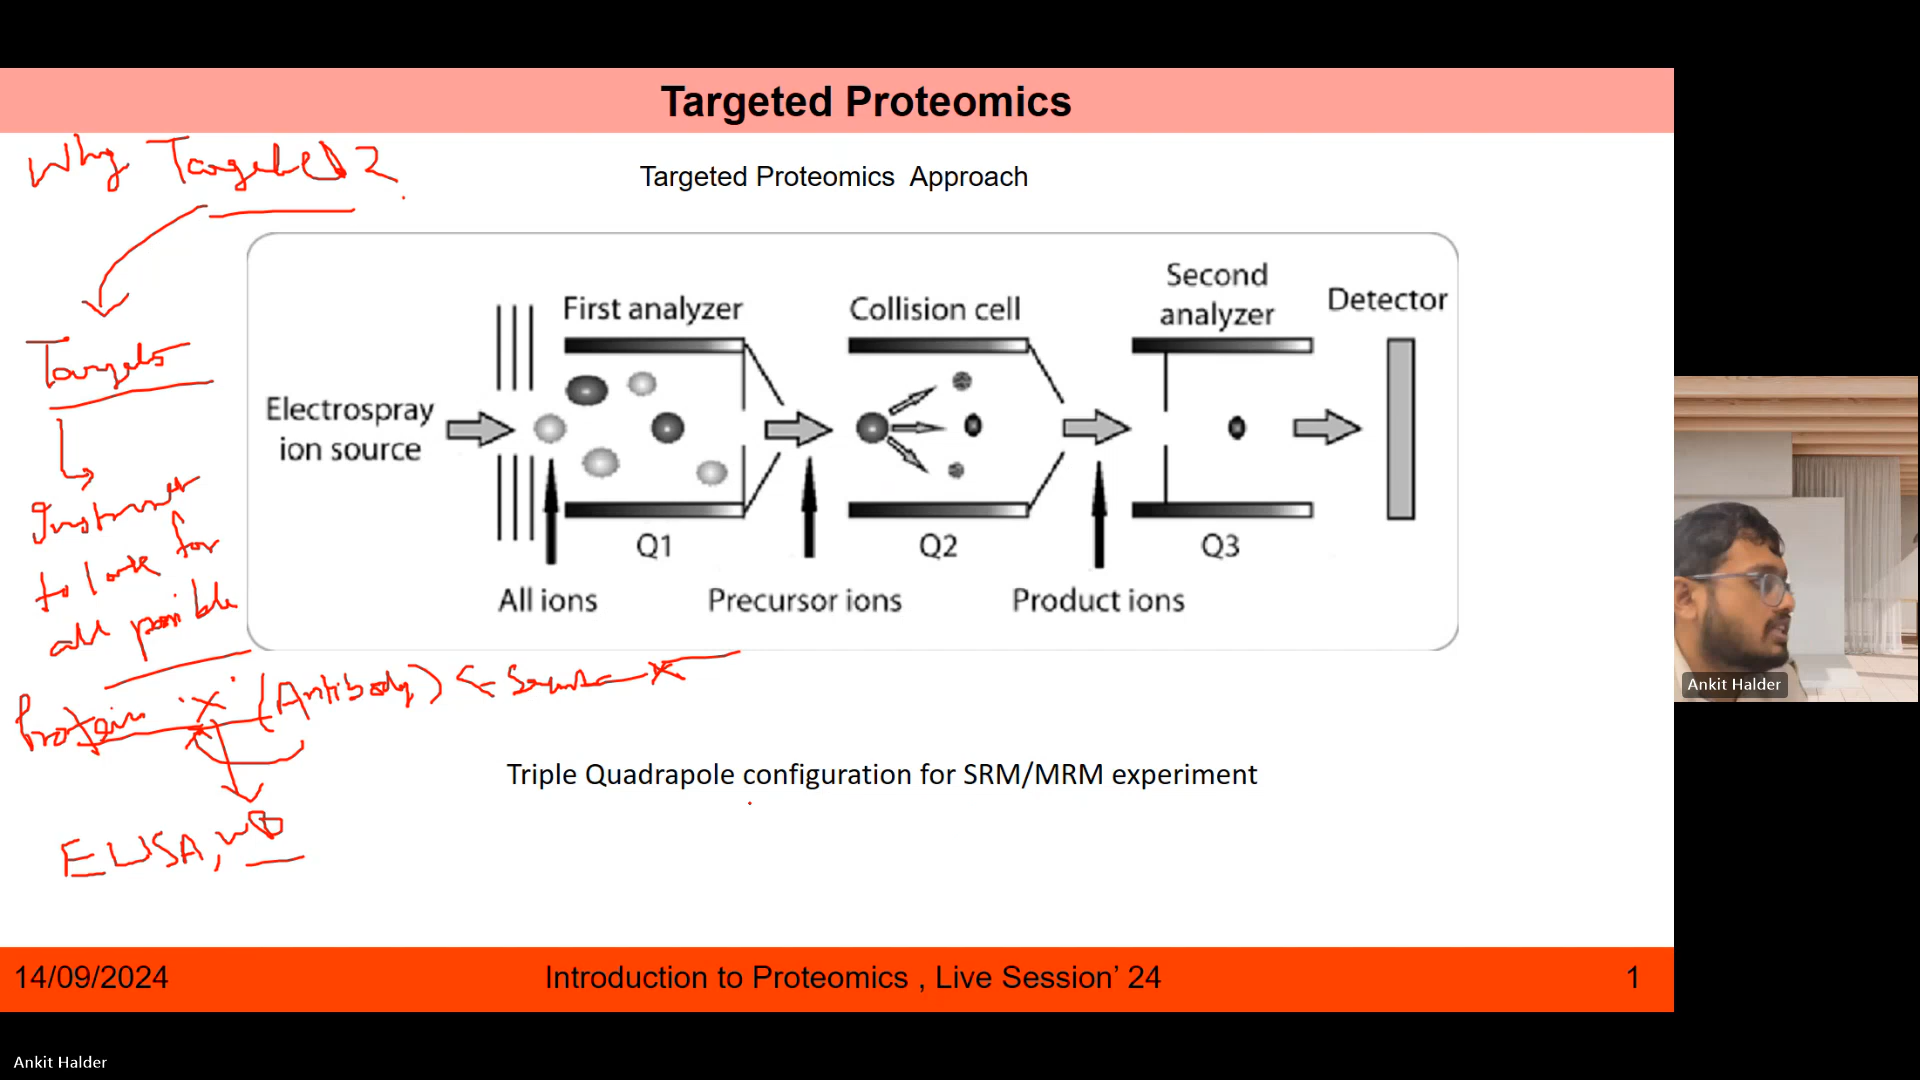 Targeted Proteomics
Why Targeted?
Targeted Proteomics Approach
Targets
to look for
all possible
Protein 'X' (Antibody) <
ELISA, WB
First analyzer
Collision cell
Second
analyzer
Detector
Electrospray
ion source
Q1
Q2
Q3
All ions
Precursor ions
Product ions
Triple Quadrapole configuration for SRM/MRM experiment
14/09/2024
Introduction to Proteomics , Live Session’ 24
1
Ankit Halder
Ankit Halder